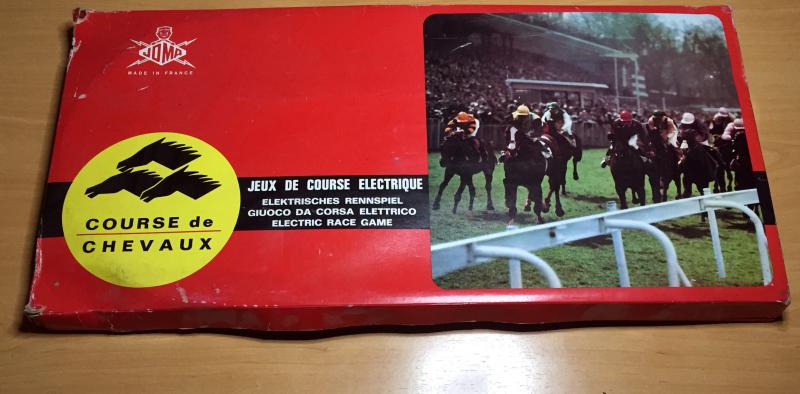 JOMP
MADE IN FRANCE
COURSE de
CHEVAUX
JEUX DE COURSE ELECTRIQUE
ELEKTRISCHES RENNSPIEL
GIUOCO DA CORSA ELETTRICO
ELECTRIC RACE GAME